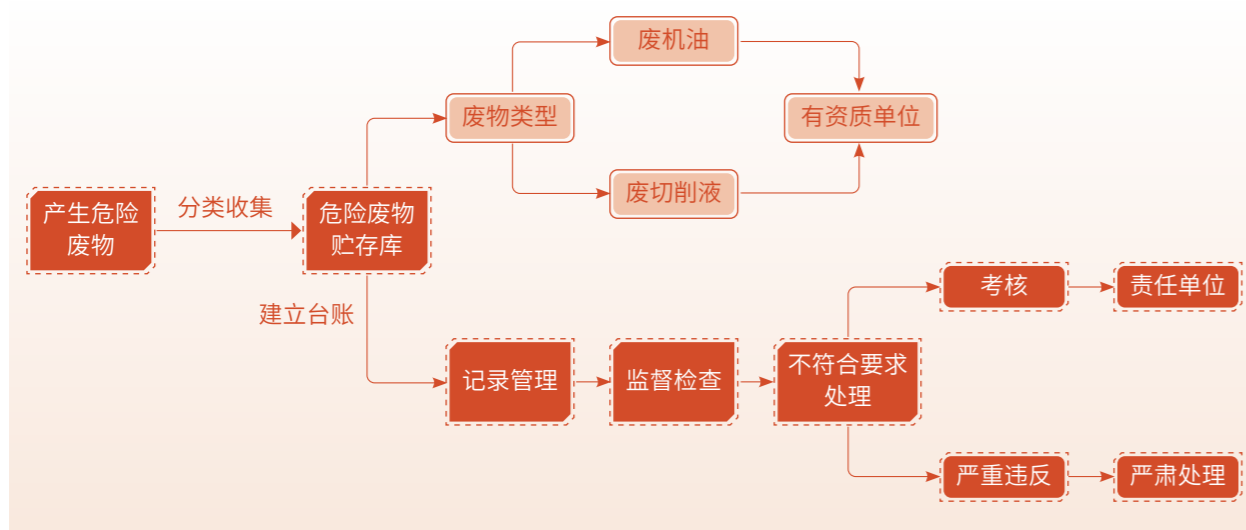 产生危险
废物
分类收集
危险废物
贮存库
废物类型
废机油
废切削液
有资质单位
建立台账
记录管理
监督检查
不符合要求
处理
考核
责任单位
严重违反
严肃处理